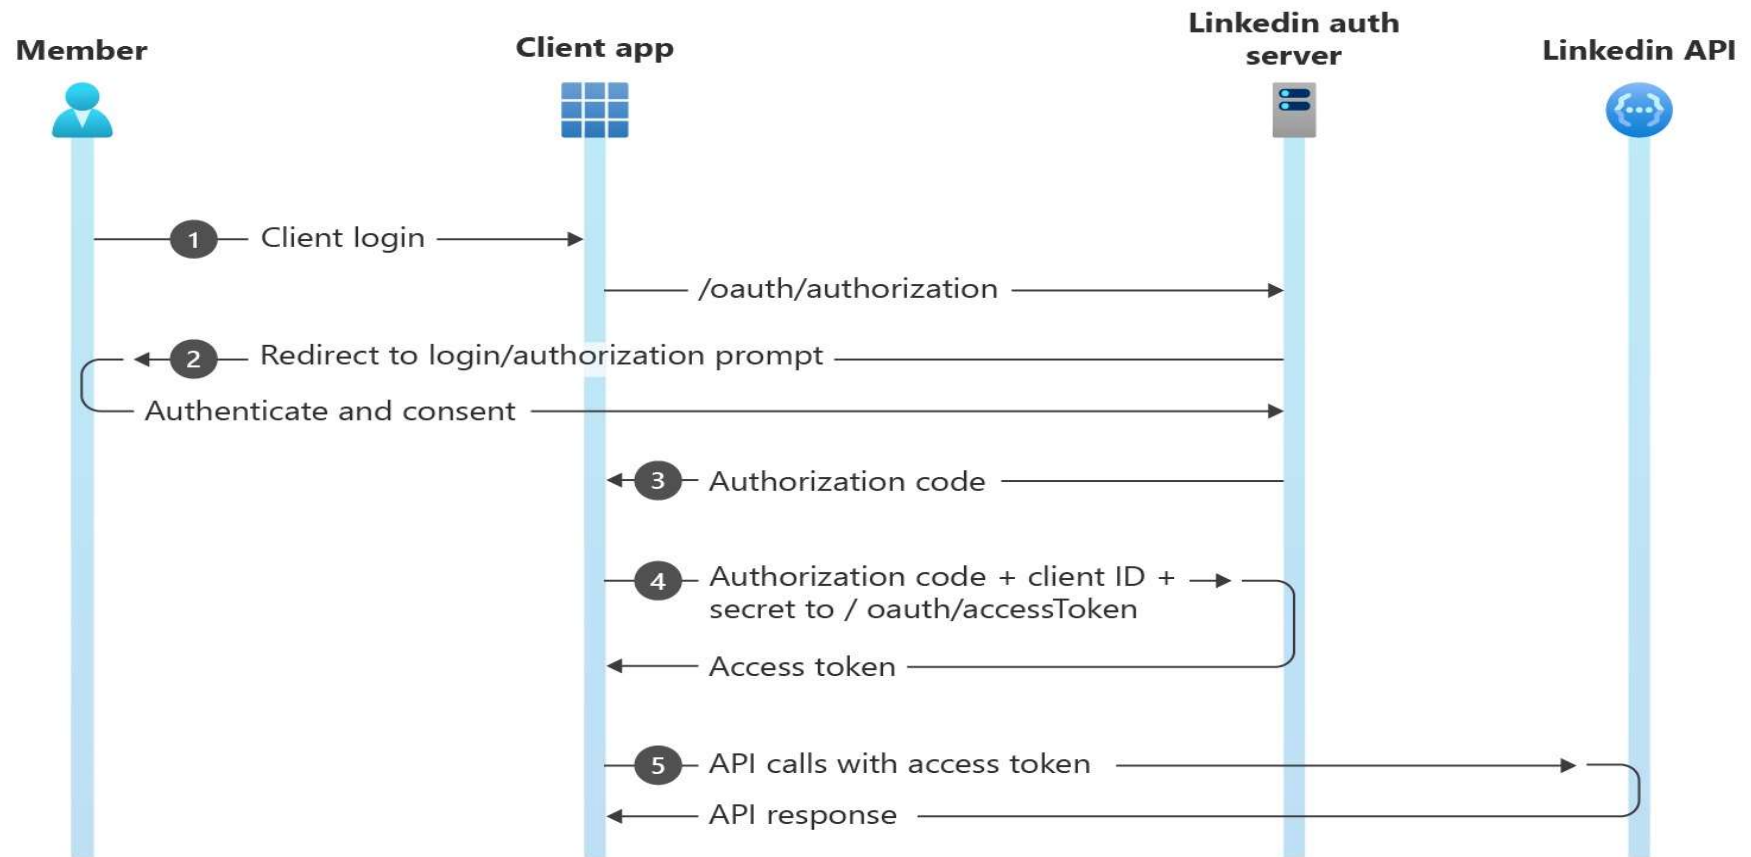 Member
Client app
Linkedin auth
server
Linkedin API
1 Client login
/oauth/authorization
2 Redirect to login/authorization prompt
Authenticate and consent
3 Authorization code
4 Authorization code + client ID +
secret to / oauth/accessToken
Access token
5 API calls with access token
API response